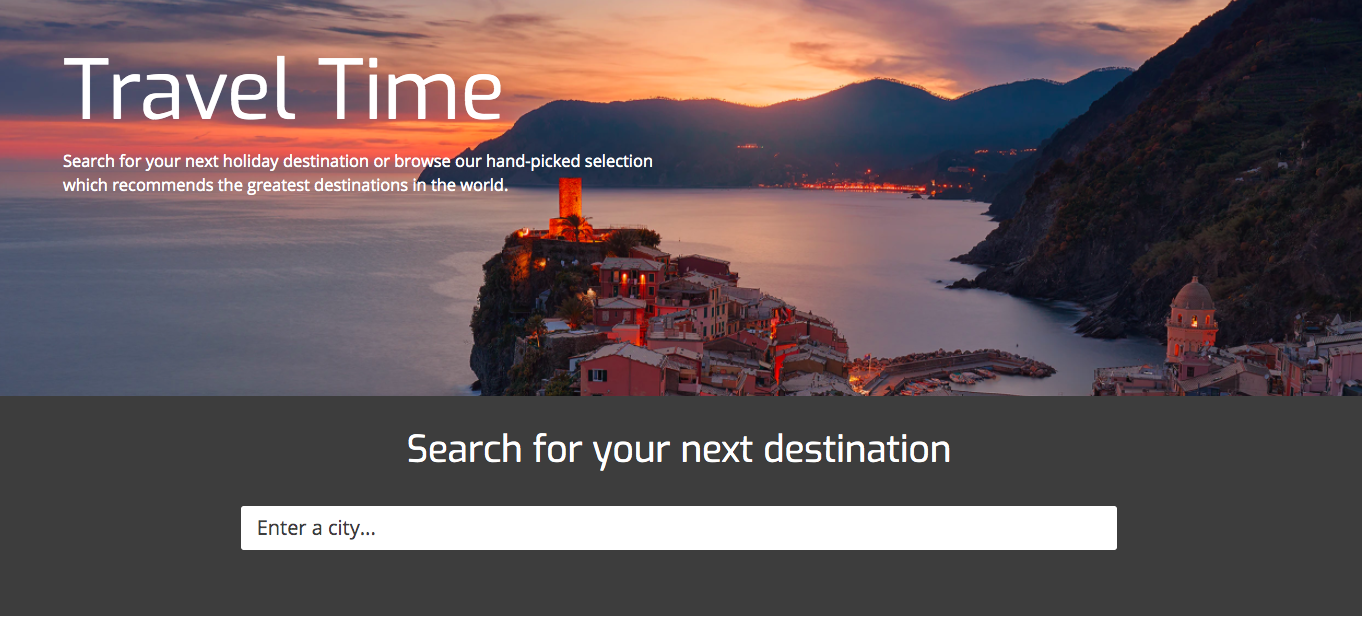 Travel Time
Search for your next holiday destination or browse our hand-picked selection
which recommends the greatest destinations in the world.
Search for your next destination
Enter a city...